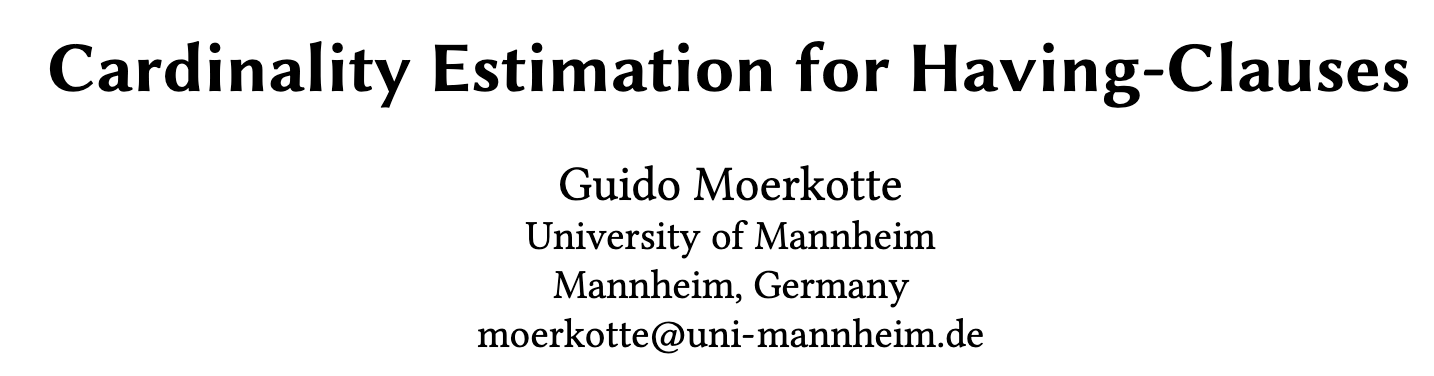 Cardinality Estimation for Having-Clauses
Guido Moerkotte
University of Mannheim
Mannheim, Germany
moerkotte@uni-mannheim.de